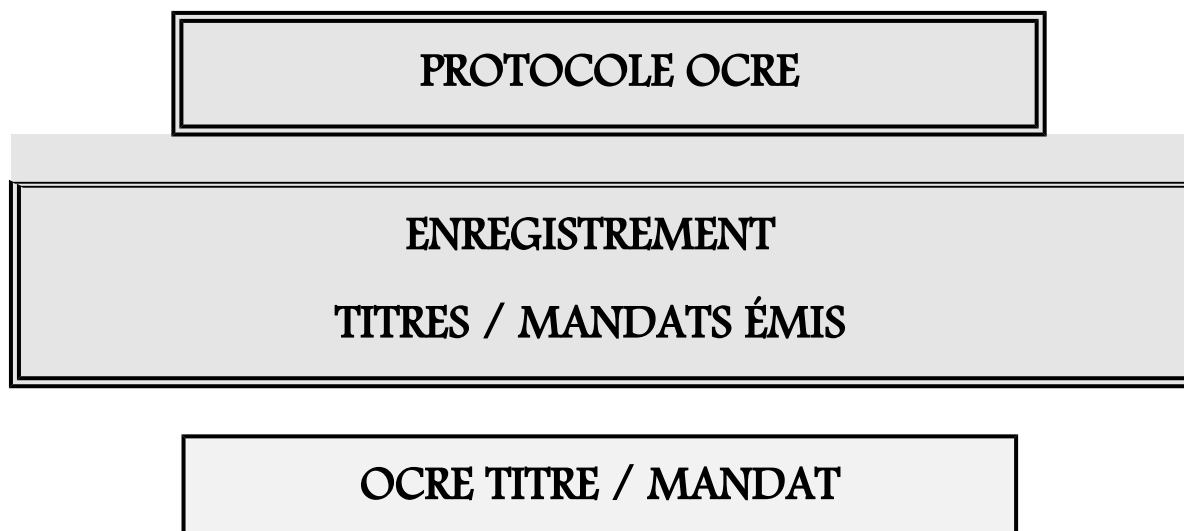 PROTOCOLE OCRE
ENREGISTREMENT
TITRES / MANDATS ÉMIS
OCRE TITRE / MANDAT